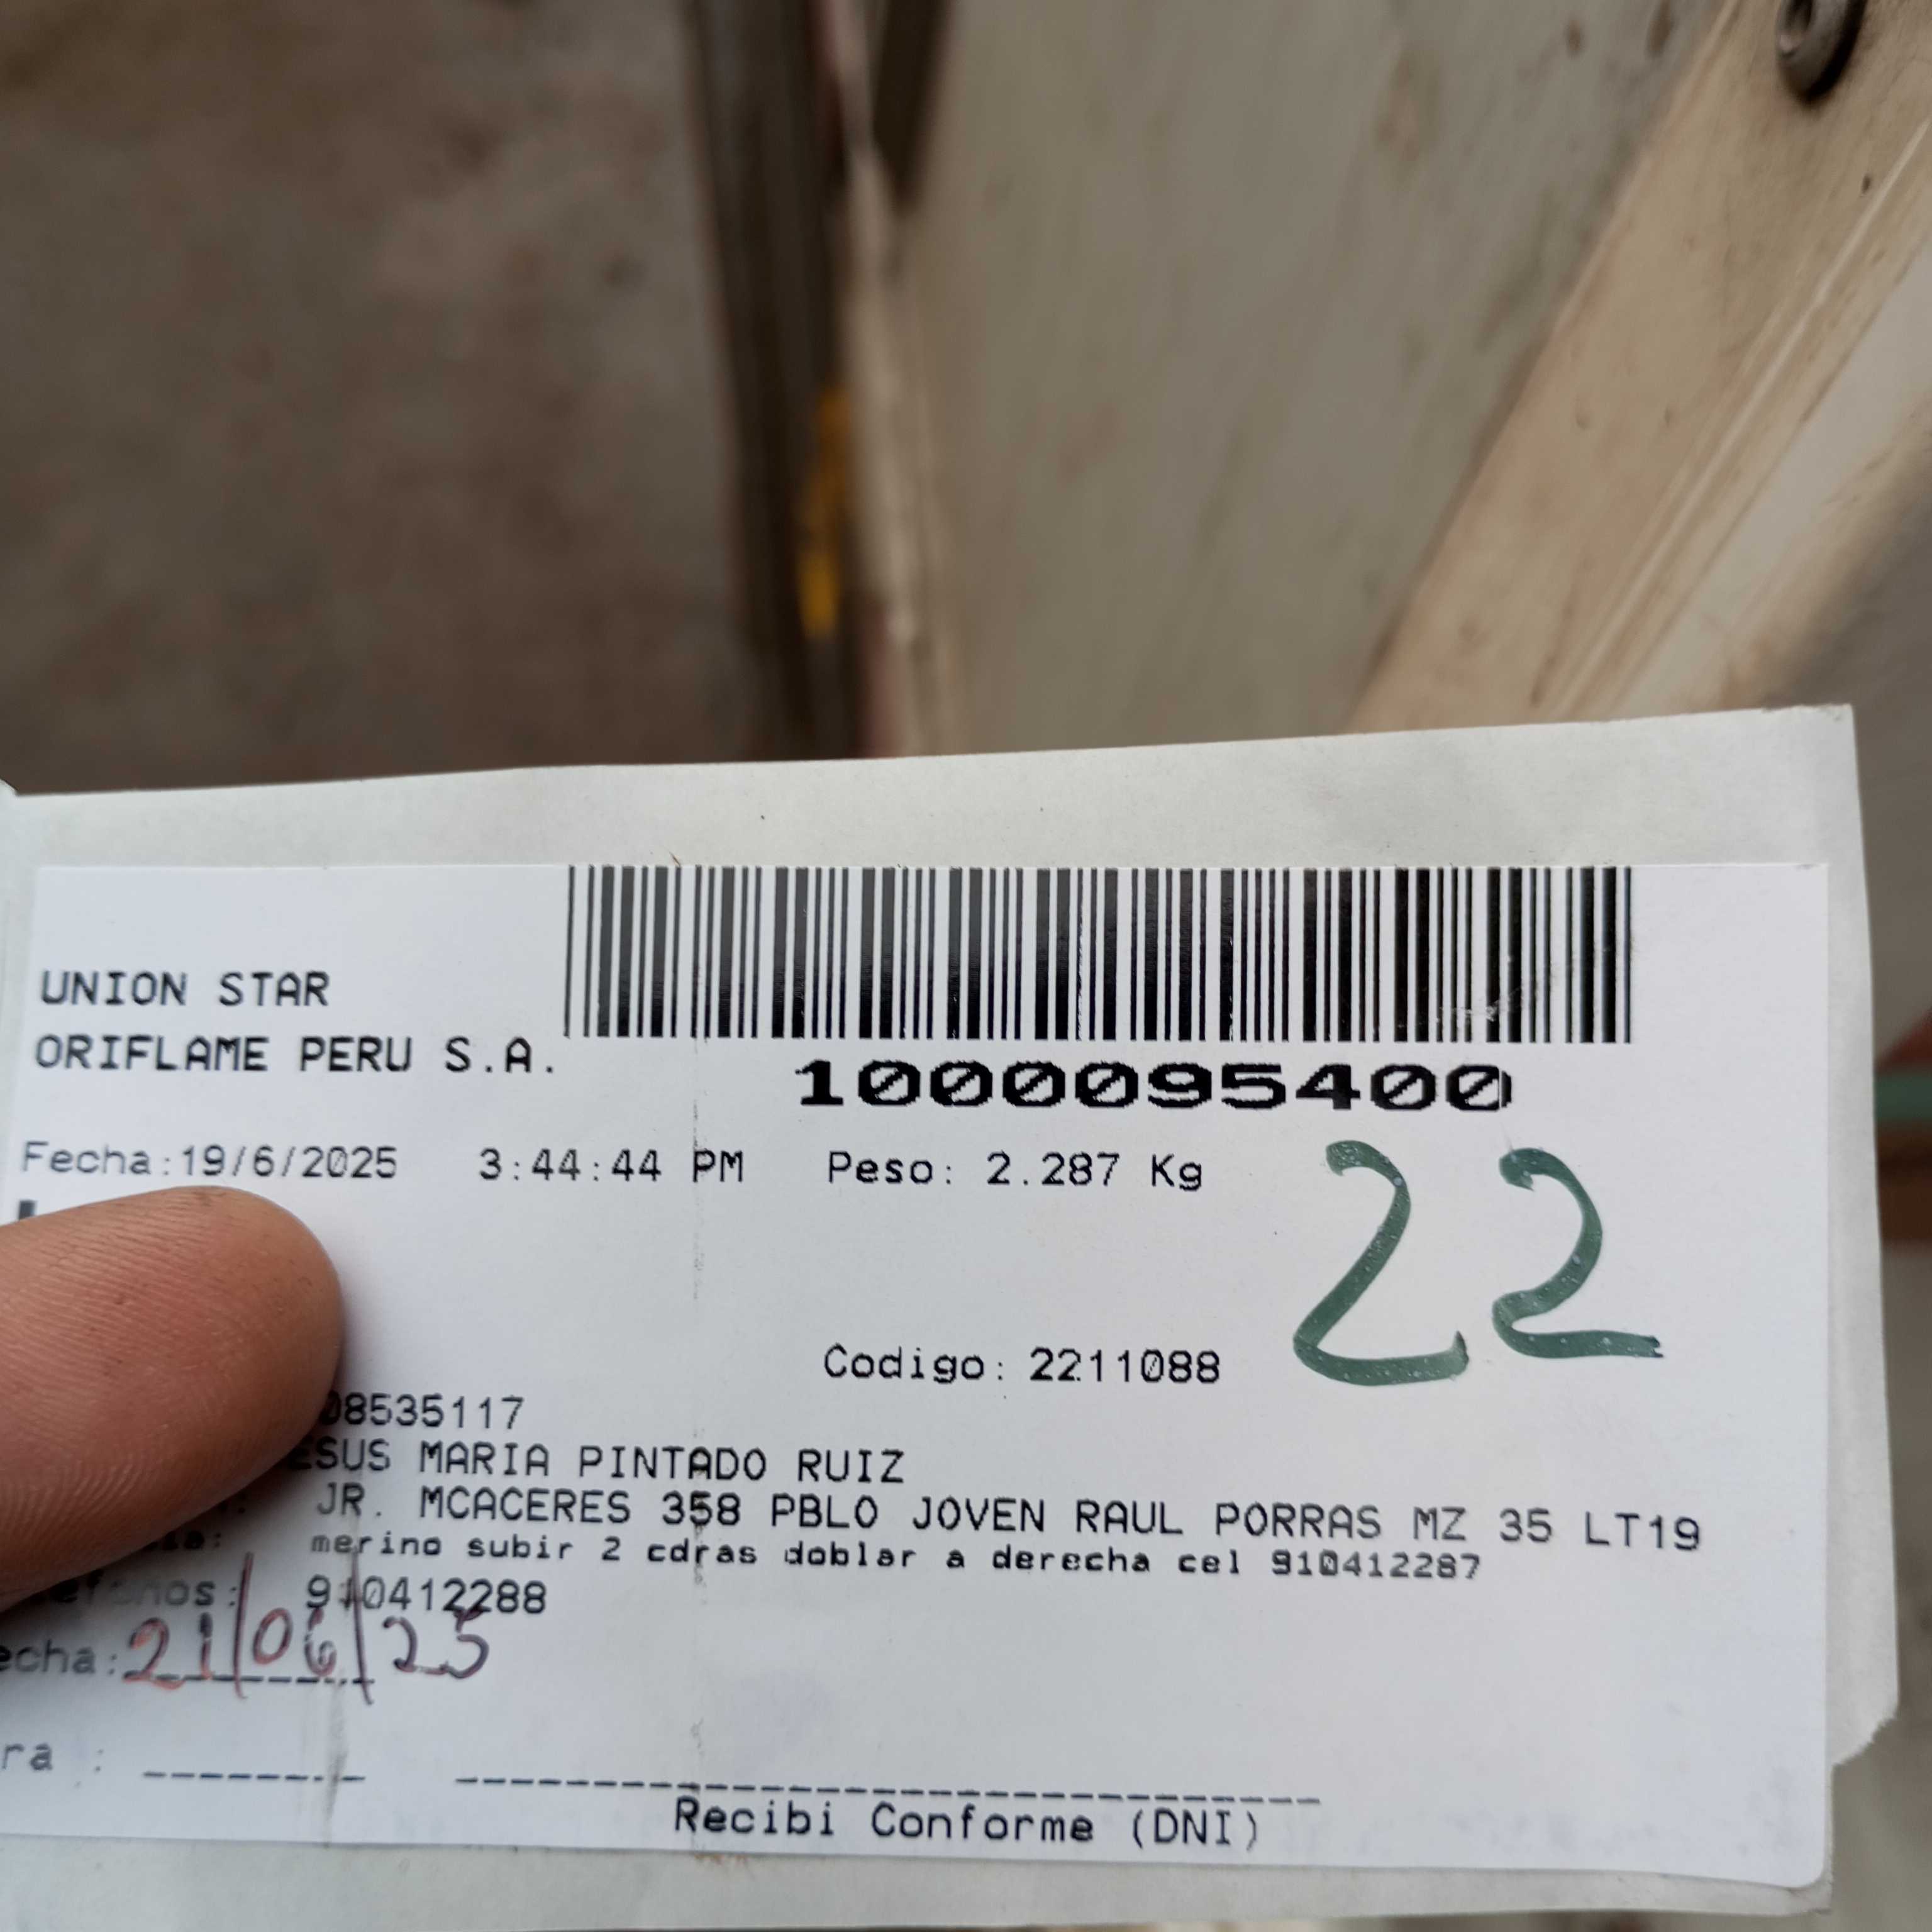 UNION STAR
ORIFLAME PERU S.A.
1000095400
Fecha:19/6/2025 3:44:44 PM Peso: 2.287 Kg
22
Codigo: 2211088
08535117
ESUS MARIA PINTADO RUIZ
JR. MCACERES 358 PBLO JOVEN RAUL PORRAS MZ 35 LT19
merino subir 2 cdras doblar a derecha cel 910412287
efonos: 910412288
echa: 21/06/25
ra :
Recibi Conforme (DNI)